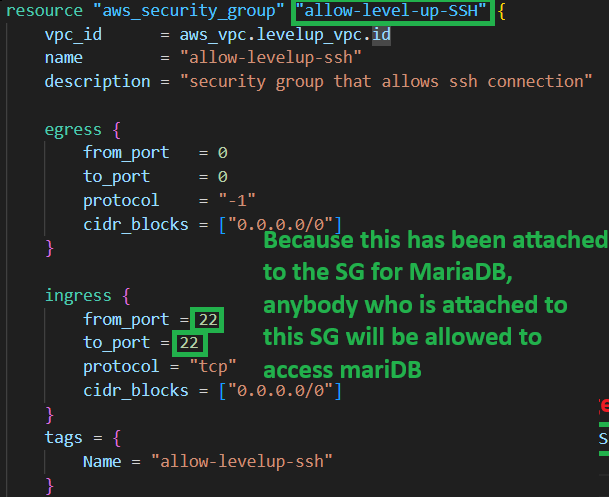 resource "aws_security_group" "allow-level-up-SSH" {
vpc_id = aws_vpc.levelup_vpc.id
name = "allow-levelup-ssh"
description = "security group that allows ssh connection"
egress {
from_port = 0
to_port = 0
protocol = "-1"
cidr_blocks = ["0.0.0.0/0"]
}
Because this has been attached
to the SG for MariaDB,
anybody who is attached to
this SG will be allowed to
access mariDB
ingress {
from_port = 22
to_port = 22
protocol = "tcp"
cidr_blocks = ["0.0.0.0/0"]
}
tags = {
Name = "allow-levelup-ssh"
}